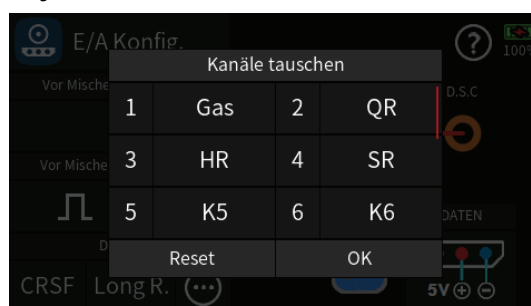 E/A Konfig.
?
100%
Kanäle tauschen
Vor Mische
D.S.C
1 Gas 2 QR
3 HR 4 SR
Vor Mische
5 K5 6 K6
DATEN
D
Reset OK
CRSF Long R.
5V